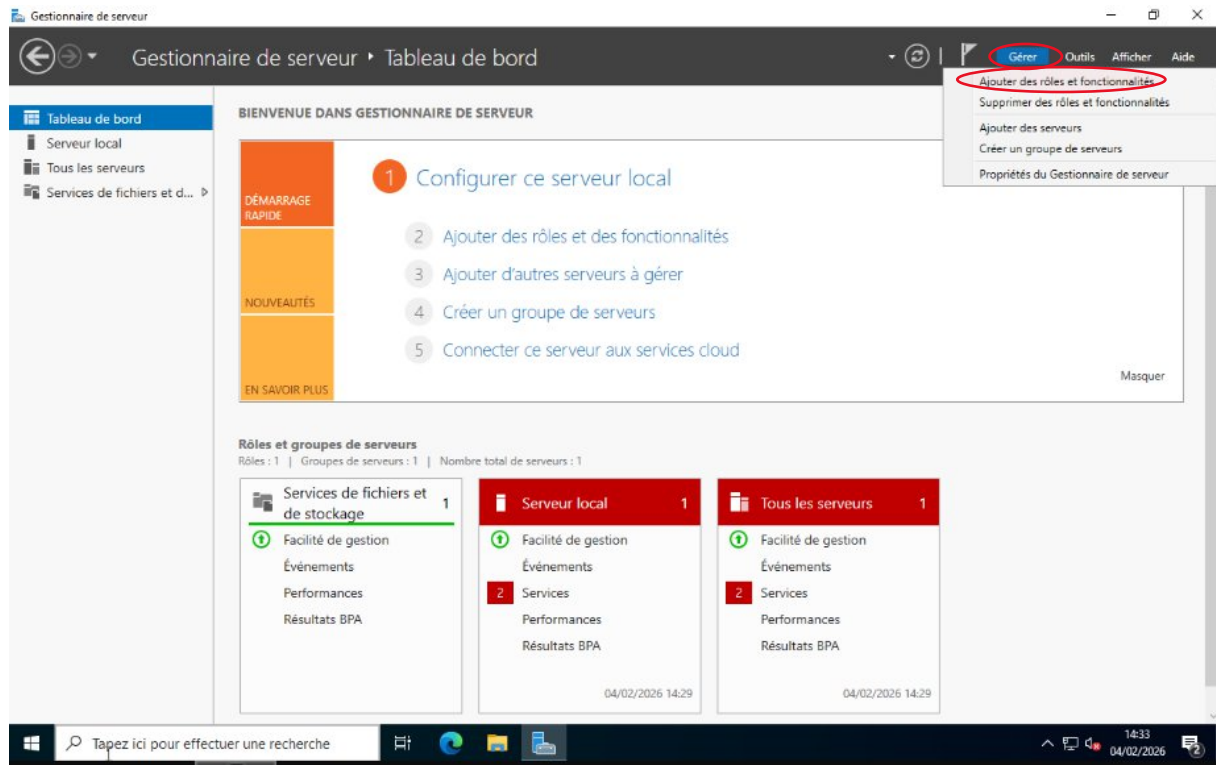 Gestionnaire de serveur
Gestionnaire de serveur ‣ Tableau de bord
Gérer Outils Afficher Aide
Ajouter des rôles et fonctionnalités
Supprimer des rôles et fonctionnalités
Ajouter des serveurs
Créer un groupe de serveurs
Propriétés du Gestionnaire de serveur
Tableau de bord
Serveur local
Tous les serveurs
Services de fichiers et d...
BIENVENUE DANS GESTIONNAIRE DE SERVEUR
DÉMARRAGE
RAPIDE
NOUVEAUTÉS
EN SAVOIR PLUS
1 Configurer ce serveur local
2 Ajouter des rôles et des fonctionnalités
3 Ajouter d'autres serveurs à gérer
4 Créer un groupe de serveurs
5 Connecter ce serveur aux services cloud
Masquer
Rôles et groupes de serveurs
Rôles : 1 | Groupes de serveurs : 1 | Nombre total de serveurs : 1
Services de fichiers et
de stockage
1
Facilité de gestion
Événements
Performances
Résultats BPA
Serveur local 1
Facilité de gestion
Événements
2 Services
Performances
Résultats BPA
04/02/2026 14:29
Tous les serveurs 1
Facilité de gestion
Événements
2 Services
Performances
Résultats BPA
04/02/2026 14:29
Tapez ici pour effectuer une recherche
14:33
04/02/2026
2